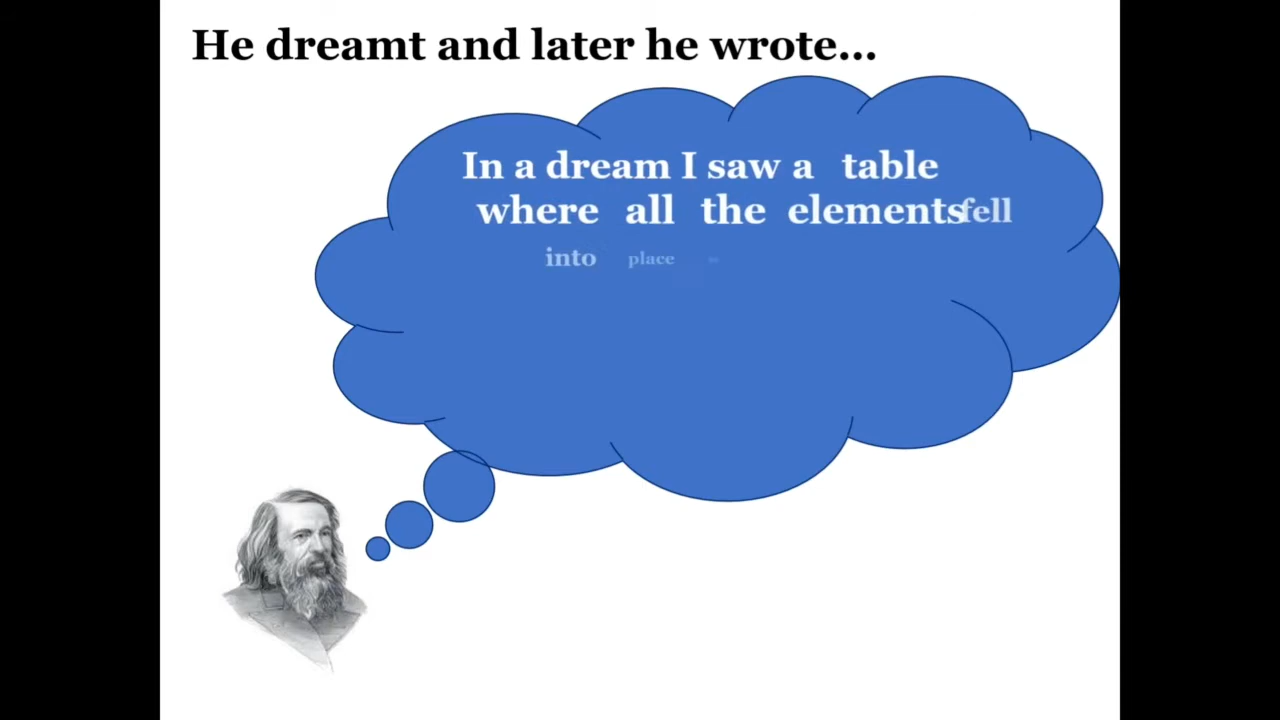 He dreamt and later he wrote...
In a dream I saw a table
where all the elements fell
into place